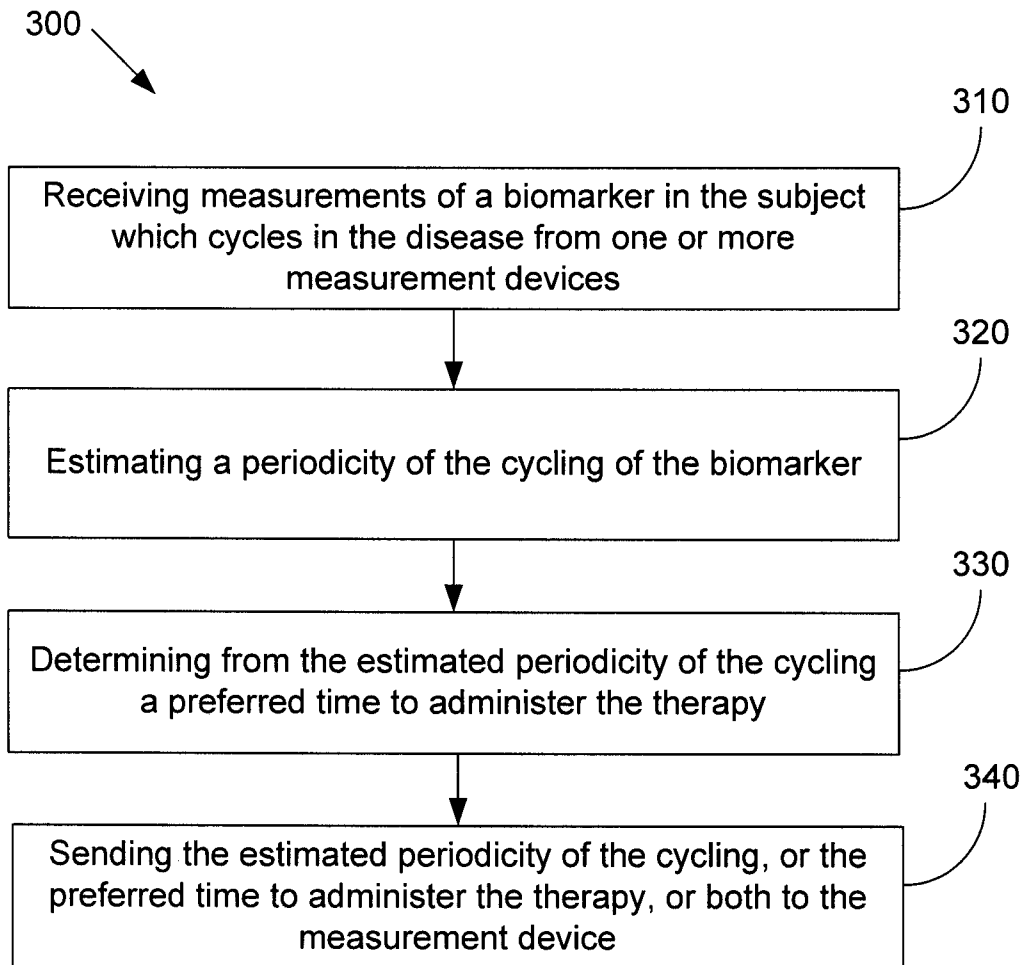 300
310
Receiving measurements of a biomarker in the subject
which cycles in the disease from one or more
measurement devices
320
Estimating a periodicity of the cycling of the biomarker
330
Determining from the estimated periodicity of the cycling
a preferred time to administer the therapy
340
Sending the estimated periodicity of the cycling, or the
preferred time to administer the therapy, or both to the
measurement device